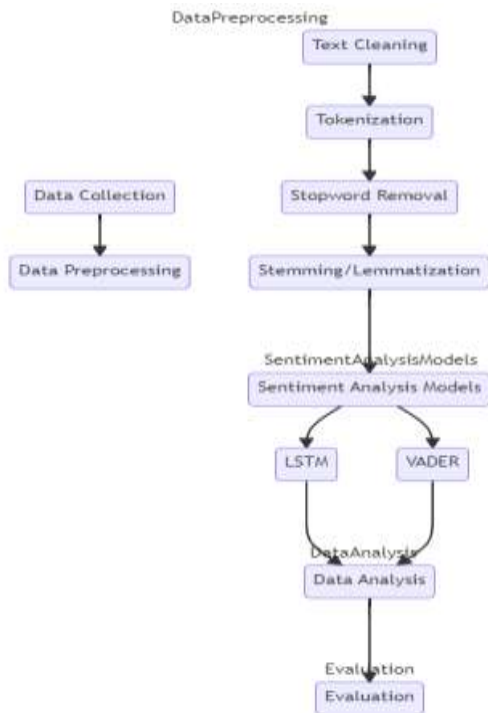 DataPreprocessing
Text Cleaning
Tokenization
Data Collection
Stopword Removal
Data Preprocessing
Stemming/Lemmatization
SentimentAnalysisModels
Sentiment Analysis Models
LSTM
VADER
DataAnalysis
Data Analysis
Evaluation
Evaluation